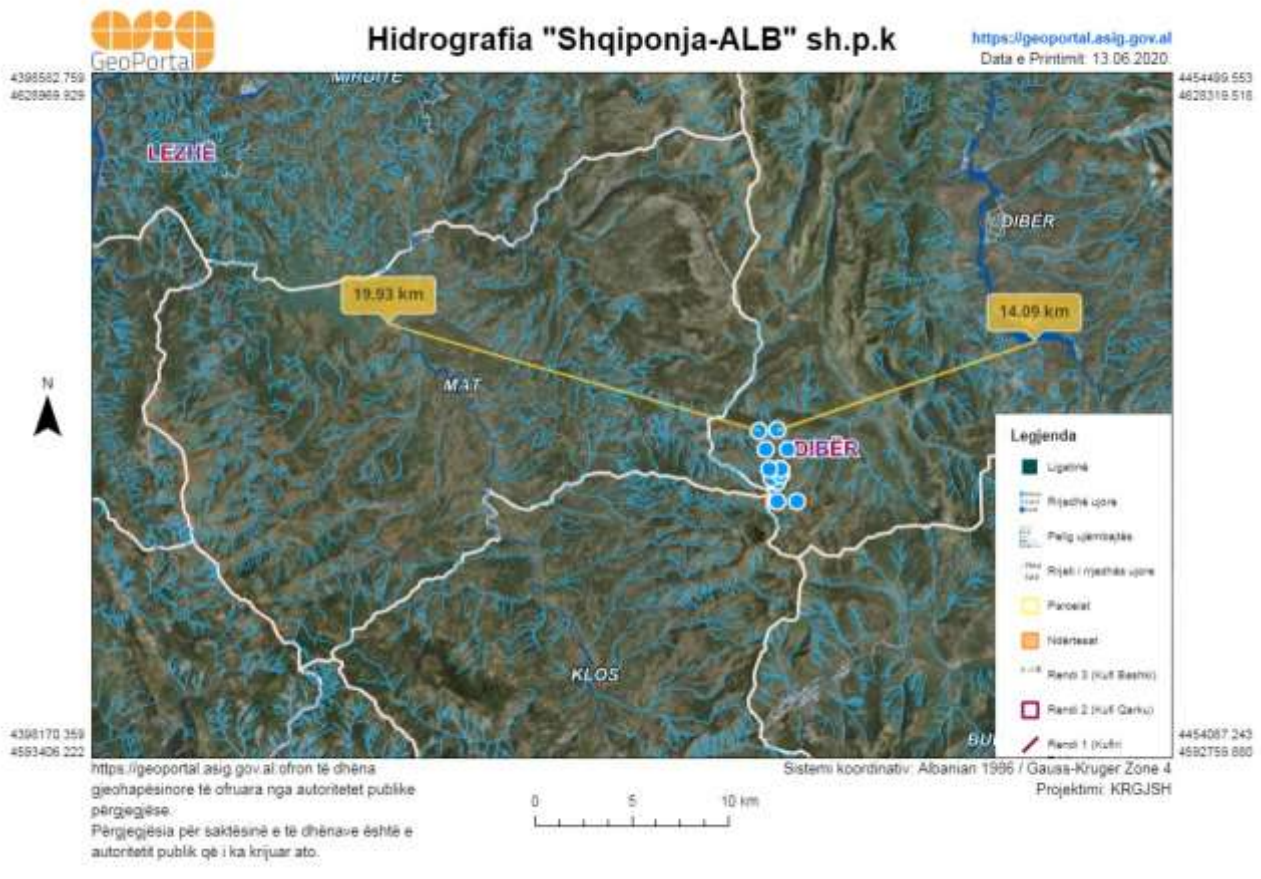 asig
GeoPortal
Hidrografia "Shqiponja-ALB" sh.p.k
https://geoportal.asig.gov.al
Data e Printimit: 13.06.2020.
4628969.929
4454499.553
4628319.518
MIRDITË
LEZHË
DIBËR
19.93 km
14.09 km
MAT
DIBËR
N
KLOS
Legjenda
Ligatinë
Rrjedhë ujore
Pellg ujëmbajtës
Rrjeti i rrjedhës ujore
Parcelat
Ndërtesat
Rendi 3 (Kufi Bashki)
Rendi 2 (Kufi Qarku)
Rendi 1 (Kufiri
4398170.359
4593406.222
4454087.243
4592759.880
https://geoportal.asig.gov.al ofron të dhëna
gjeohapësinore të ofruara nga autoritetet publike
përgjegjëse.
Përgjegjësia për saktësinë e të dhënave është e
autoritetit publik që i ka krijuar ato.
0 5 10 km
Sistemi koordinativ: Albanian 1986 / Gauss-Kruger Zone 4
Projektimi: KRGJSH